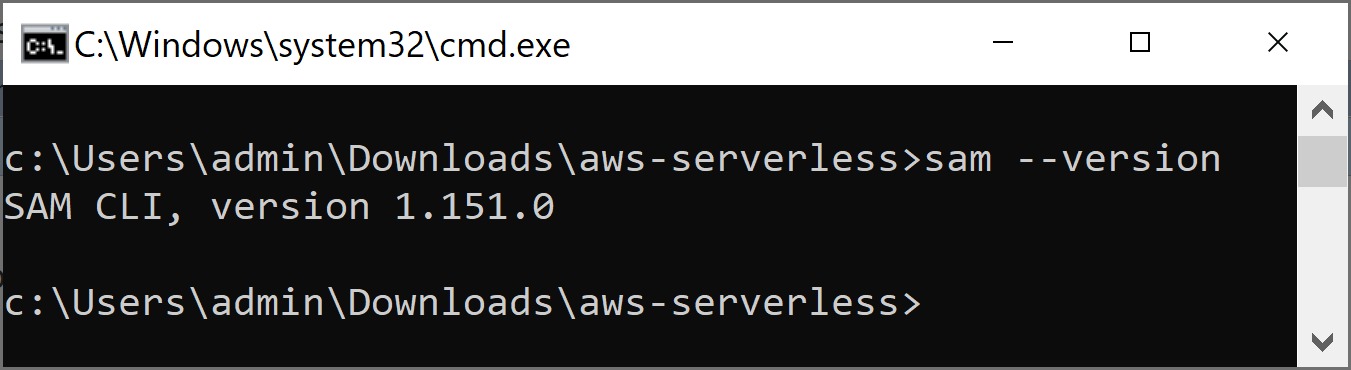 C:\Windows\system32\cmd.exe
c:\Users\admin\Downloads\aws-serverless>sam --version
SAM CLI, version 1.151.0
c:\Users\admin\Downloads\aws-serverless>